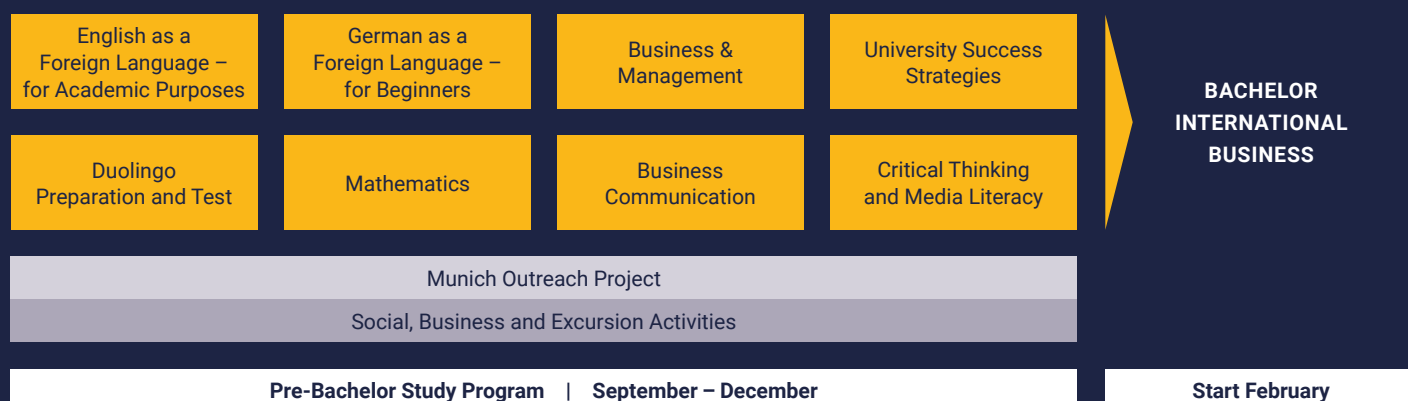 English as a
Foreign Language –
for Academic Purposes
German as a
Foreign Language –
for Beginners
Business &
Management
University Success
Strategies
Duolingo
Preparation and Test
Mathematics
Business
Communication
Critical Thinking
and Media Literacy
BACHELOR
INTERNATIONAL
BUSINESS
Munich Outreach Project
Social, Business and Excursion Activities
Pre-Bachelor Study Program | September – December
Start February